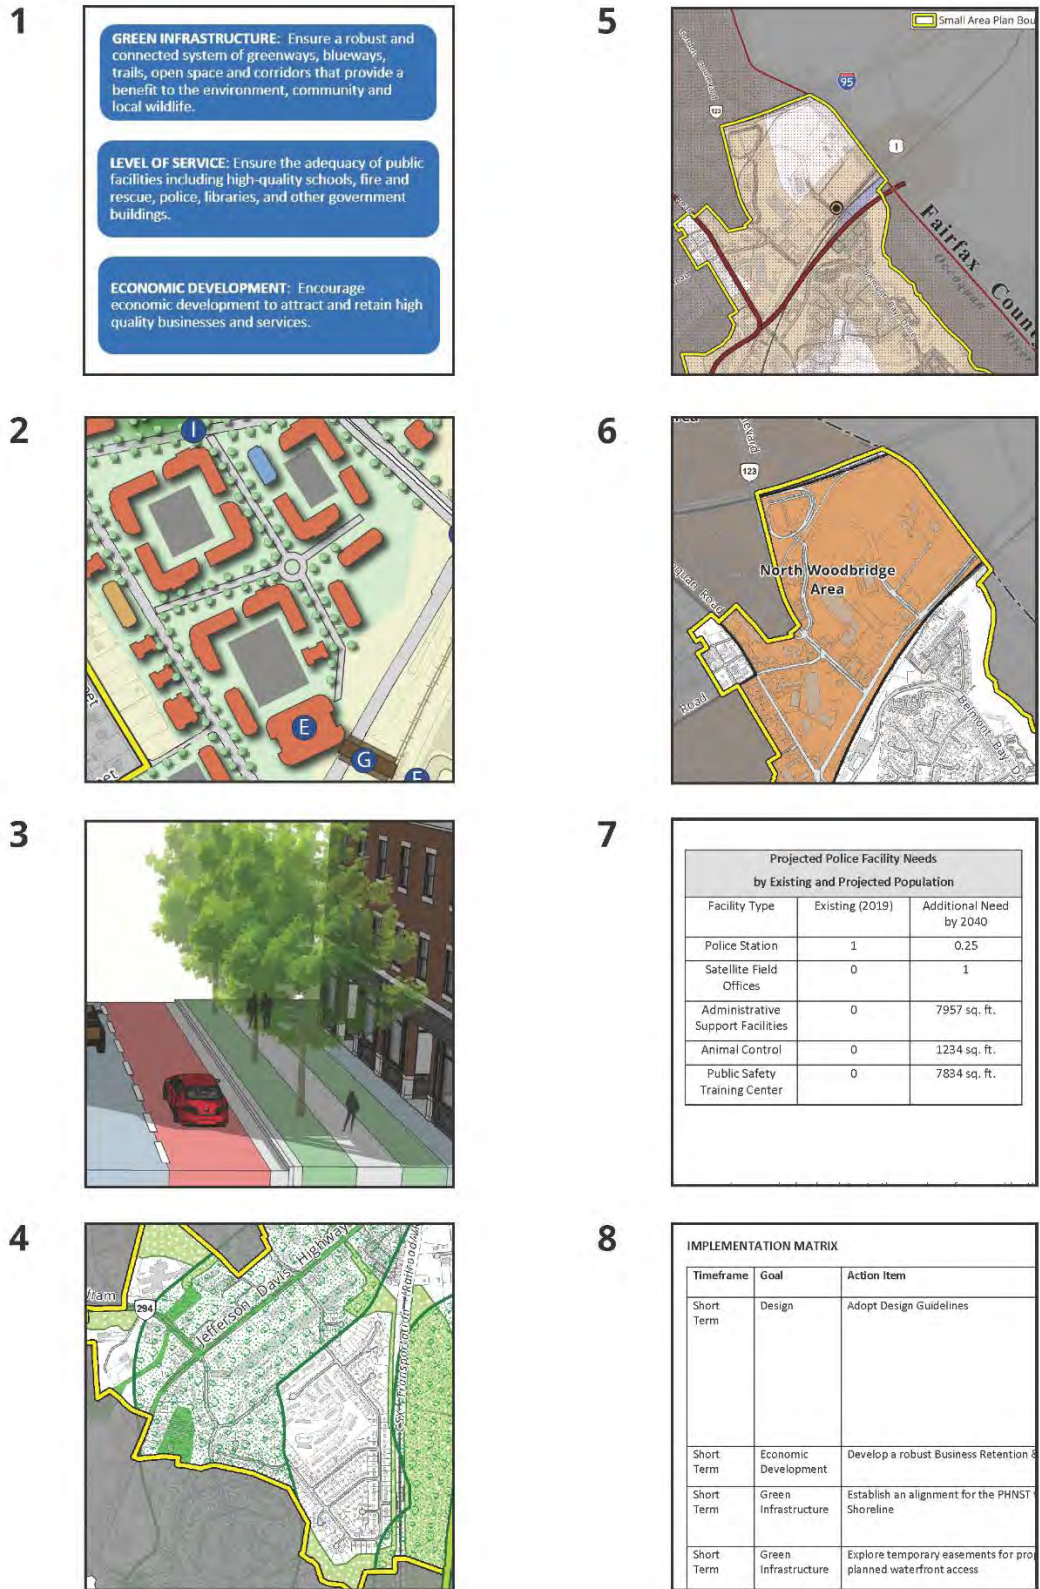 1
GREEN INFRASTRUCTURE: Ensure a robust and
connected system of greenways, blueways,
trails, open space and corridors that provide a
benefit to the environment, community and
local wildlife.
LEVEL OF SERVICE: Ensure the adequacy of public
facilities including high-quality schools, fire and
rescue, police, libraries, and other government
buildings.
ECONOMIC DEVELOPMENT: Encourage
economic development to attract and retain high
quality businesses and services.
2
I
E
G
F
eet
eet
3
4
294
Jefferson Davis Highway
5
Small Area Plan Bou
95
123
1
Fairfax Coun
Occoquan River
6
123
North Woodbridge
Area
Road
Road
Belmont Bay D
7
Projected Police Facility Needs
by Existing and Projected Population
Facility Type Existing (2019) Additional Need
by 2040
Police Station 1 0.25
Satellite Field
Offices 0 1
Administrative
Support Facilities 0 7957 sq. ft.
Animal Control 0 1234 sq. ft.
Public Safety
Training Center 0 7834 sq. ft.
8
IMPLEMENTATION MATRIX
Timeframe Goal Action Item
Short
Term Design Adopt Design Guidelines
Short
Term Economic
Development Develop a robust Business Retention &
Short
Term Green
Infrastructure Establish an alignment for the PHNST
Shoreline
Short
Term Green
Infrastructure Explore temporary easements for prop
planned waterfront access